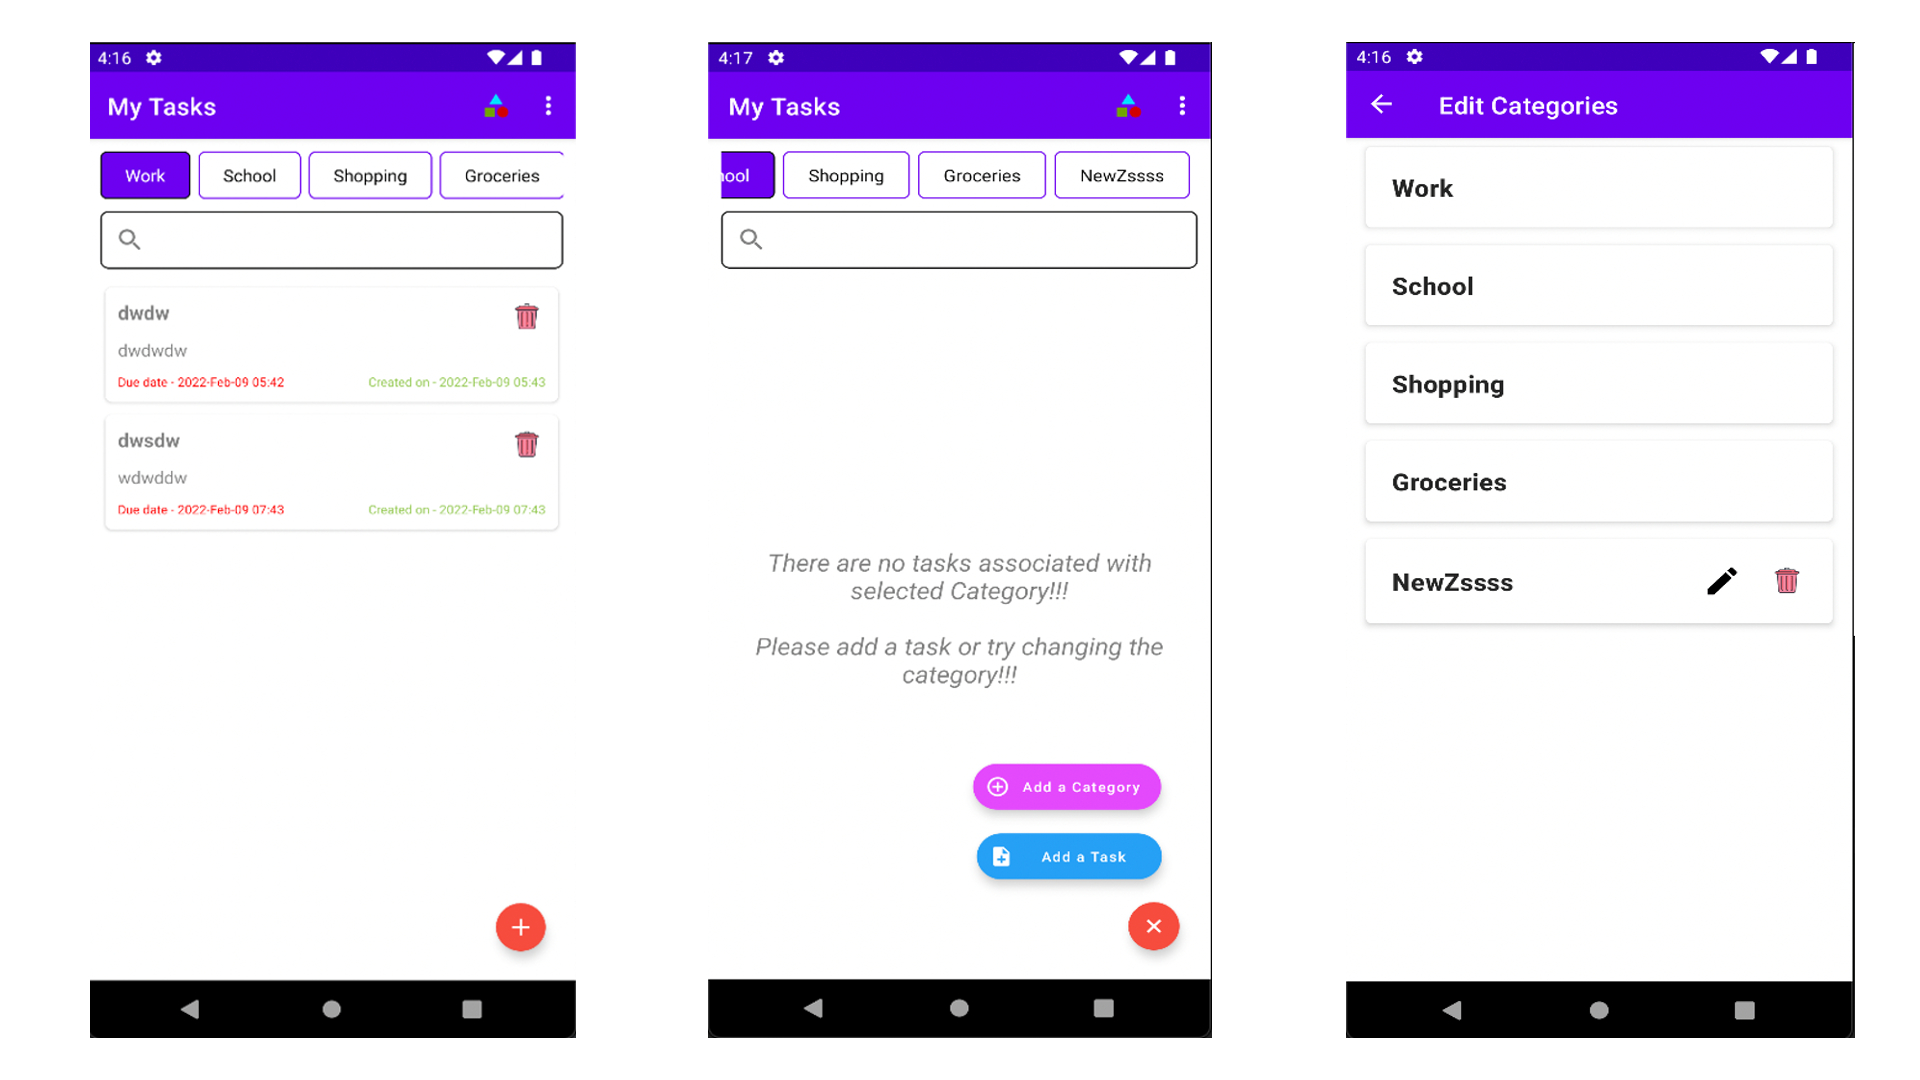 4:16
My Tasks
Work School Shopping Groceries
dwdw
dwdwdw
Due date - 2022-Feb-09 05:42 Created on - 2022-Feb-09 05:43
dwsdw
wdwddw
Due date - 2022-Feb-09 07:43 Created on - 2022-Feb-09 07:43
4:17
My Tasks
ool Shopping Groceries NewZssss
There are no tasks associated with
selected Category!!!
Please add a task or try changing the
category!!!
Add a Category
Add a Task
4:16
Edit Categories
Work
School
Shopping
Groceries
NewZssss